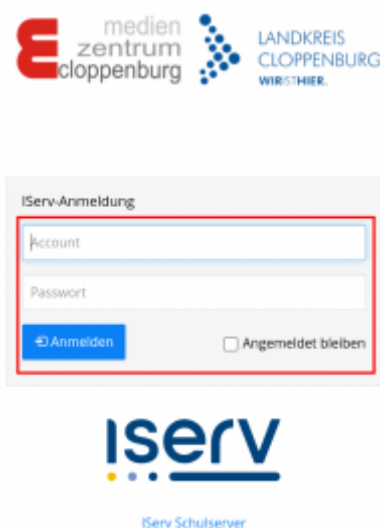 medien
zentrum
cloppenburg
LANDKREIS
CLOPPENBURG
WIRISTHIER.
IServ-Anmeldung
Account
Passwort
Anmelden
Angemeldet bleiben
IServ
IServ Schulserver